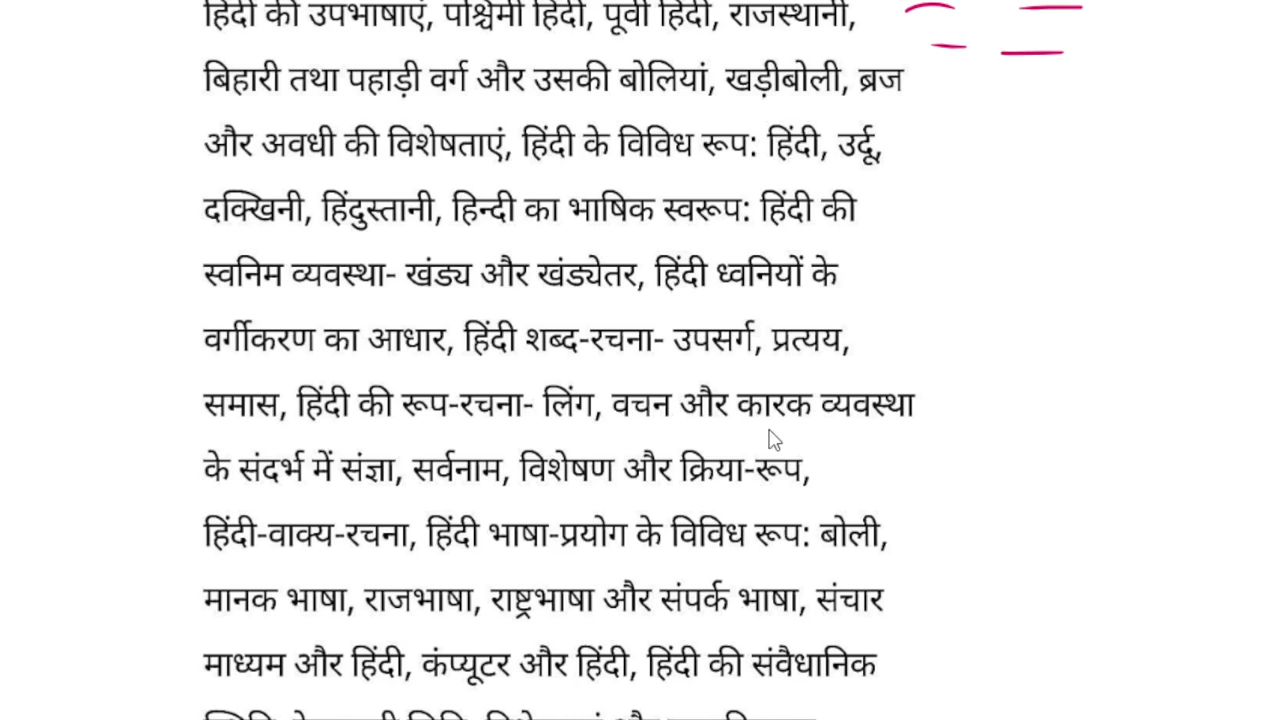 हिंदी की उपभाषाएं, पश्चिमी हिंदी, पूर्वी हिंदी, राजस्थानी,
बिहारी तथा पहाड़ी वर्ग और उसकी बोलियां, खड़ीबोली, ब्रज
और अवधी की विशेषताएं, हिंदी के विविध रूप: हिंदी, उर्दू,
दक्खिनी, हिंदुस्तानी, हिन्दी का भाषिक स्वरूप: हिंदी की
स्वनिम व्यवस्था- खंड्य और खंड्येतर, हिंदी ध्वनियों के
वर्गीकरण का आधार, हिंदी शब्द-रचना- उपसर्ग, प्रत्यय,
समास, हिंदी की रूप-रचना- लिंग, वचन और कारक व्यवस्था
के संदर्भ में संज्ञा, सर्वनाम, विशेषण और क्रिया-रूप,
हिंदी-वाक्य-रचना, हिंदी भाषा-प्रयोग के विविध रूप: बोली,
मानक भाषा, राजभाषा, राष्ट्रभाषा और संपर्क भाषा, संचार
माध्यम और हिंदी, कंप्यूटर और हिंदी, हिंदी की संवैधानिक